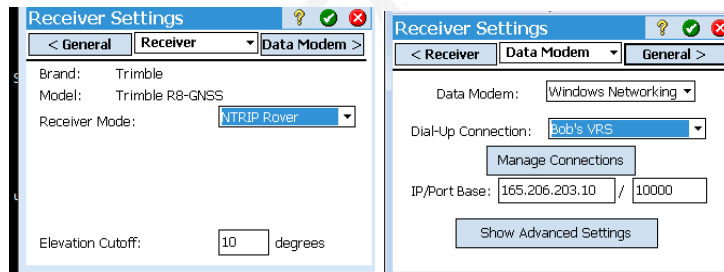 Receiver Settings ?
< General Receiver Data Modem >
Brand: Trimble
Model: Trimble R8-GNSS
Receiver Mode: NTRIP Rover
Elevation Cutoff: 10 degrees
Receiver Settings ?
< Receiver Data Modem General >
Data Modem: Windows Networking
Dial-Up Connection: Bob's VRS
Manage Connections
IP/Port Base: 165.206.203.10 / 10000
Show Advanced Settings